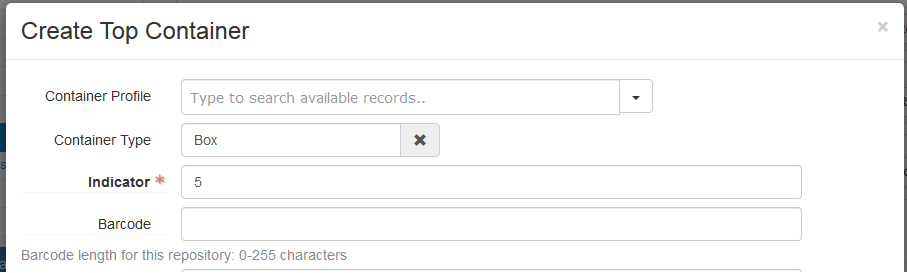 Create Top Container ×
Container Profile Type to search available records..
Container Type Box ✖
Indicator * 5
Barcode
Barcode length for this repository: 0-255 characters